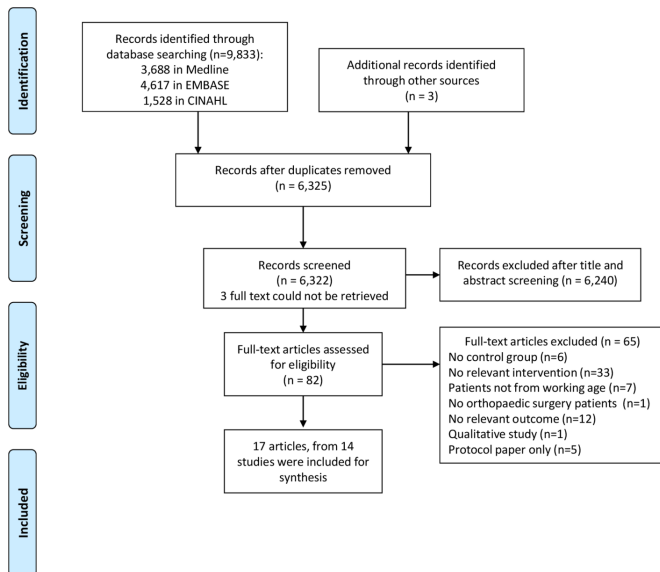 Identification
Records identified through
database searching (n=9,833):
3,688 in Medline
4,617 in EMBASE
1,528 in CINAHL
Additional records identified
through other sources
(n = 3)
Screening
Records after duplicates removed
(n = 6,325)
Records screened
(n = 6,322)
3 full text could not be retrieved
Records excluded after title and
abstract screening (n = 6,240)
Eligibility
Full-text articles assessed
for eligibility
(n = 82)
Full-text articles excluded (n = 65)
No control group (n=6)
No relevant intervention (n=33)
Patients not from working age (n=7)
No orthopaedic surgery patients (n=1)
No relevant outcome (n=12)
Qualitative study (n=1)
Protocol paper only (n=5)
Included
17 articles, from 14
studies were included for
synthesis